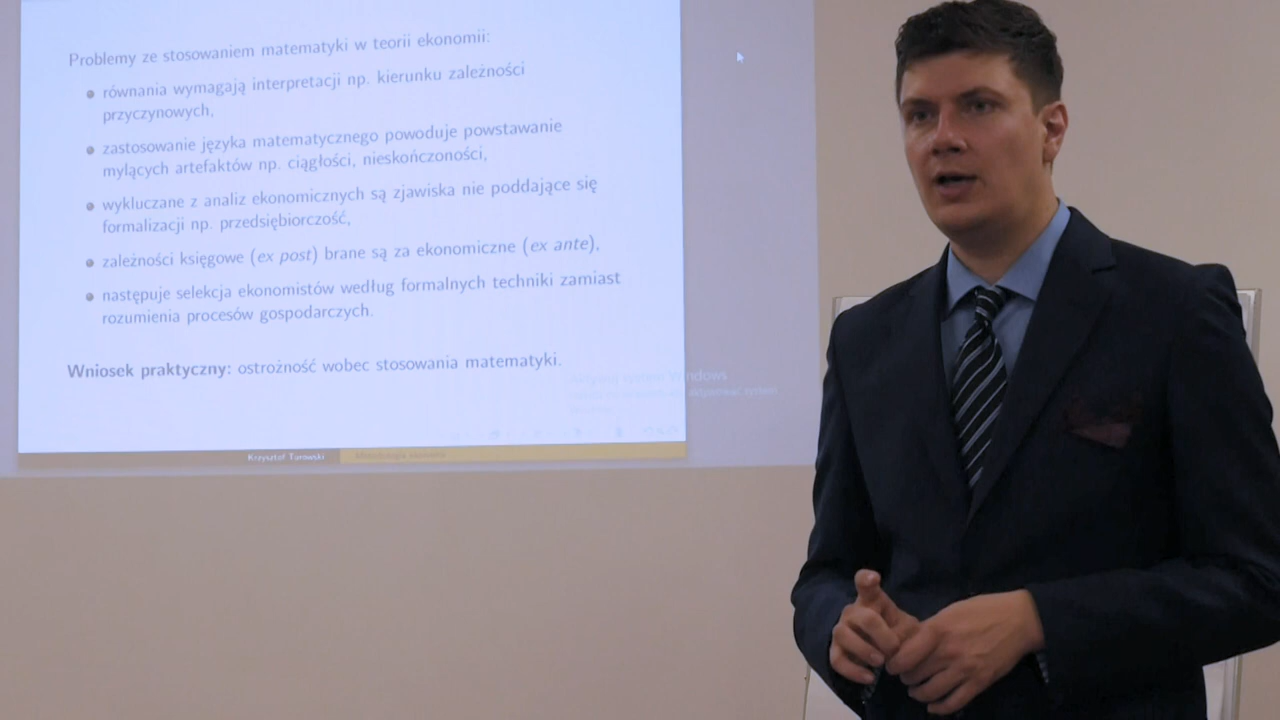 Problemy ze stosowaniem matematyki w teorii ekonomii:
równania wymagają interpretacji np. kierunku zależności
przyczynowych,
zastosowanie języka matematycznego powoduje powstawanie
mylących artefaktów np. ciągłości, nieskończoności,
wykluczane z analiz ekonomicznych są zjawiska nie poddające się
formalizacji np. przedsiębiorczość,
zależności księgowe (ex post) brane są za ekonomiczne (ex ante),
następuje selekcja ekonomistów według formalnych techniki zamiast
rozumienia procesów gospodarczych.
Wniosek praktyczny: ostrożność wobec stosowania matematyki.
system Windows
Krzysztof Turowski